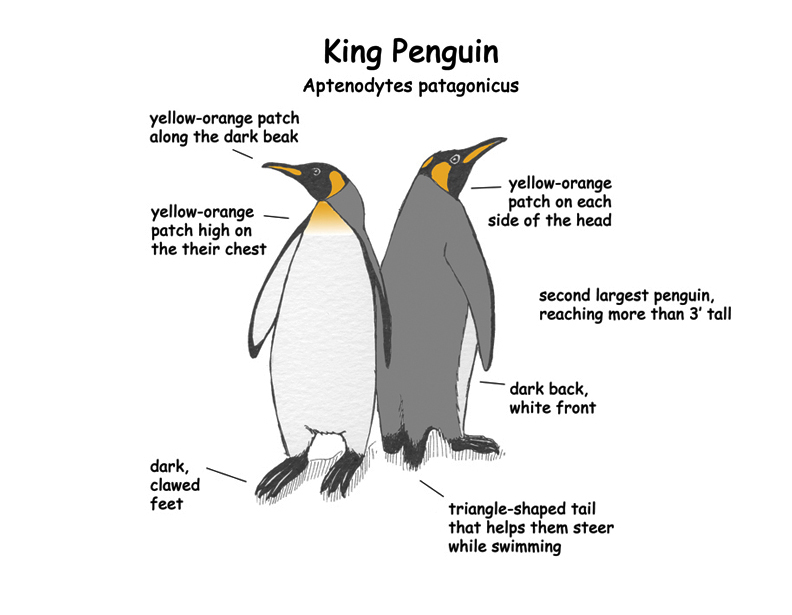 King Penguin
Aptenodytes patagonicus
yellow-orange patch
along the dark beak
yellow-orange
patch on each
side of the head
yellow-orange
patch high on
the their chest
second largest penguin,
reaching more than 3' tall
dark back,
white front
dark,
clawed
feet
triangle-shaped tail
that helps them steer
while swimming